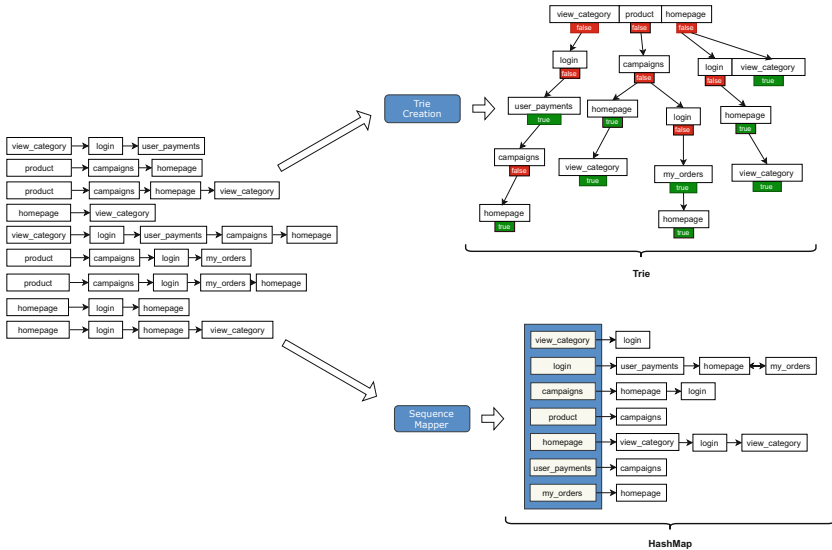 view_category login user_payments
product campaigns homepage
product campaigns homepage view_category
homepage view_category
view_category login user_payments campaigns homepage
product campaigns login my_orders
product campaigns login my_orders homepage
homepage login homepage
homepage login homepage view_category
Trie
Creation
view_category product homepage
false false false
login campaigns login view_category
false false false true
user_payments homepage login homepage
true true false true
campaigns view_category my_orders view_category
false true true true
homepage homepage
true true
Trie
Sequence
Mapper
view_category login
login user_payments homepage my_orders
campaigns homepage login
product campaigns
homepage view_category login view_category
user_payments campaigns
my_orders homepage
HashMap